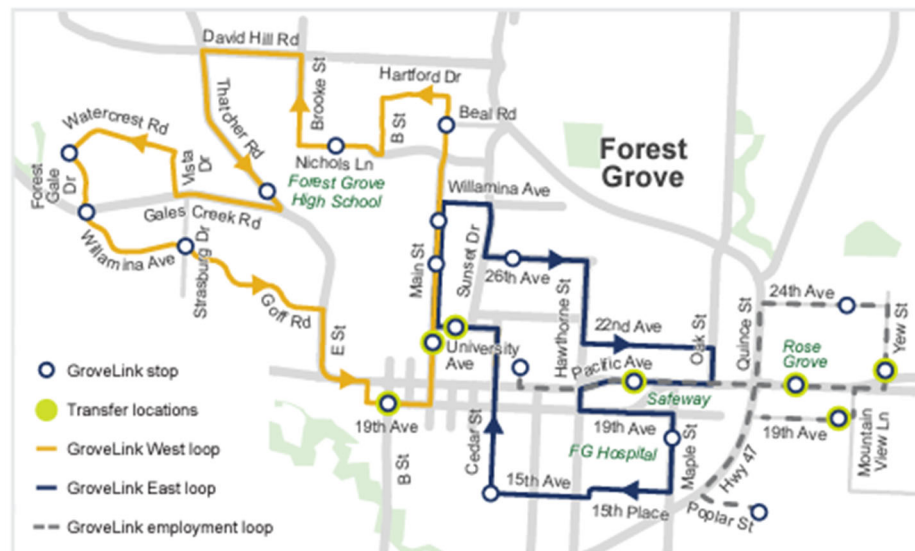 David Hill Rd
Hartford Dr
Thatcher Rd
Brooke St
B St
Beal Rd
Watercrest Rd
Vista
Dr
Nichols Ln
Forest Grove
High School
Forest
Grove
Forest
Gale
Dr
Gales Creek Rd
Willamina Ave
Willamina Ave
Strasburg Dr
Goff Rd
Main St
Sunset Dr
26th Ave
Hawthorne St
E St
22nd Ave
Oak St
Quince St
24th Ave
Yew St
University
Ave
Pacific Ave
Rose
Grove
Safeway
GroveLink stop
Transfer locations
GroveLink West loop
GroveLink East loop
GroveLink employment loop
19th Ave
B St
Cedar St
19th Ave
FG Hospital
Maple St
15th Ave
15th Place
19th Ave
Mountain
View Ln
Hwy 47
Poplar St